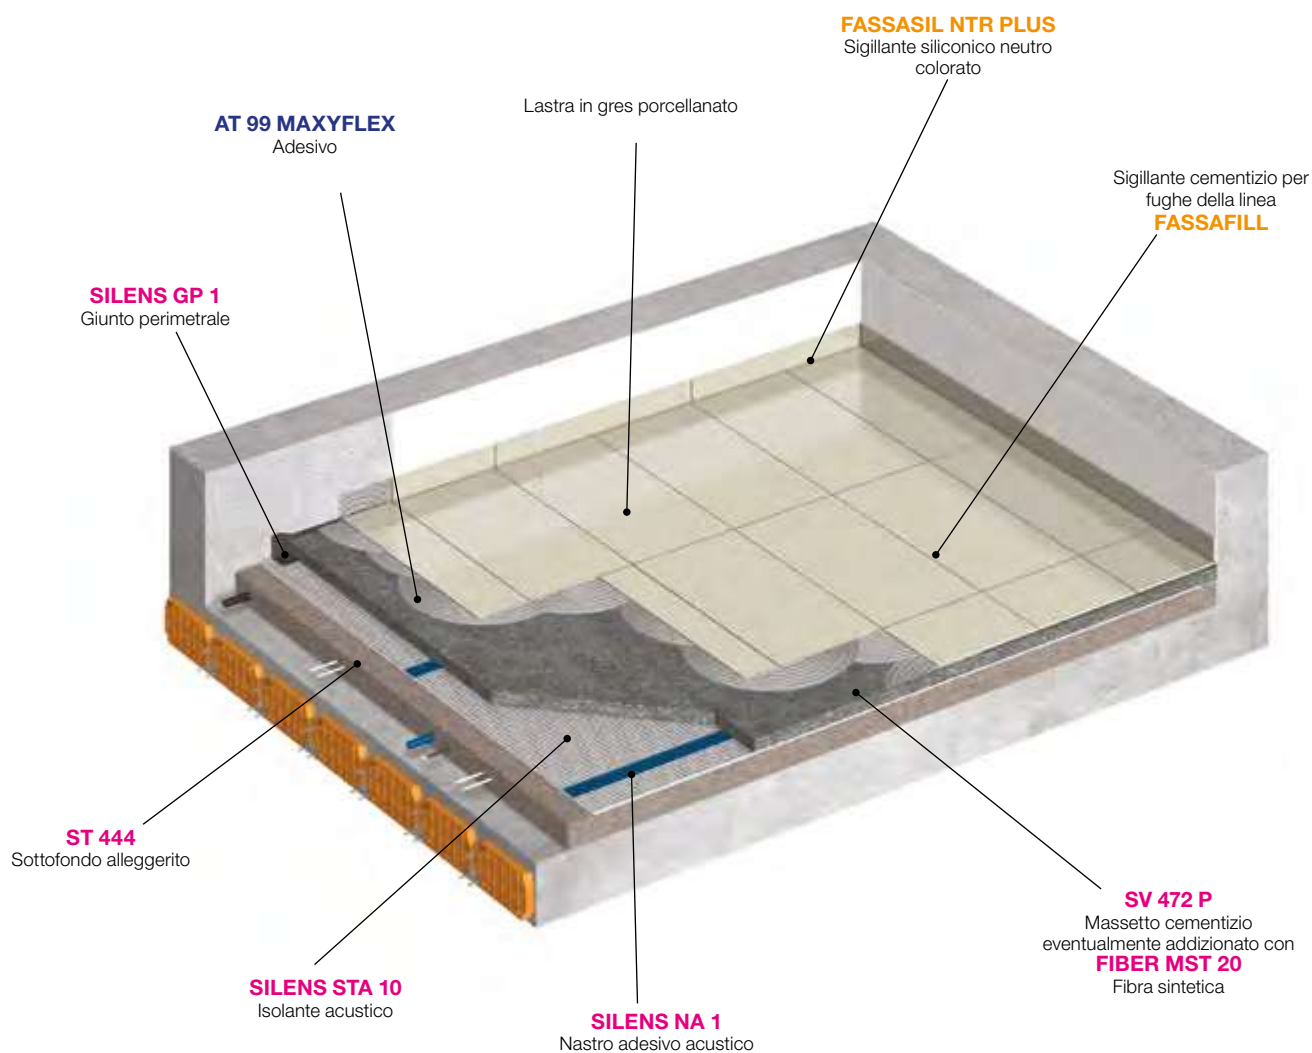 FASSASIL NTR PLUS
Sigillante siliconico neutro
colorato
Lastra in gres porcellanato
AT 99 MAXYFLEX
Adesivo
Sigillante cementizio per
fughe della linea
FASSAFILL
SILENS GP 1
Giunto perimetrale
ST 444
Sottofondo alleggerito
SV 472 P
Massetto cementizio
eventualmente addizionato con
FIBER MST 20
Fibra sintetica
SILENS STA 10
Isolante acustico
SILENS NA 1
Nastro adesivo acustico